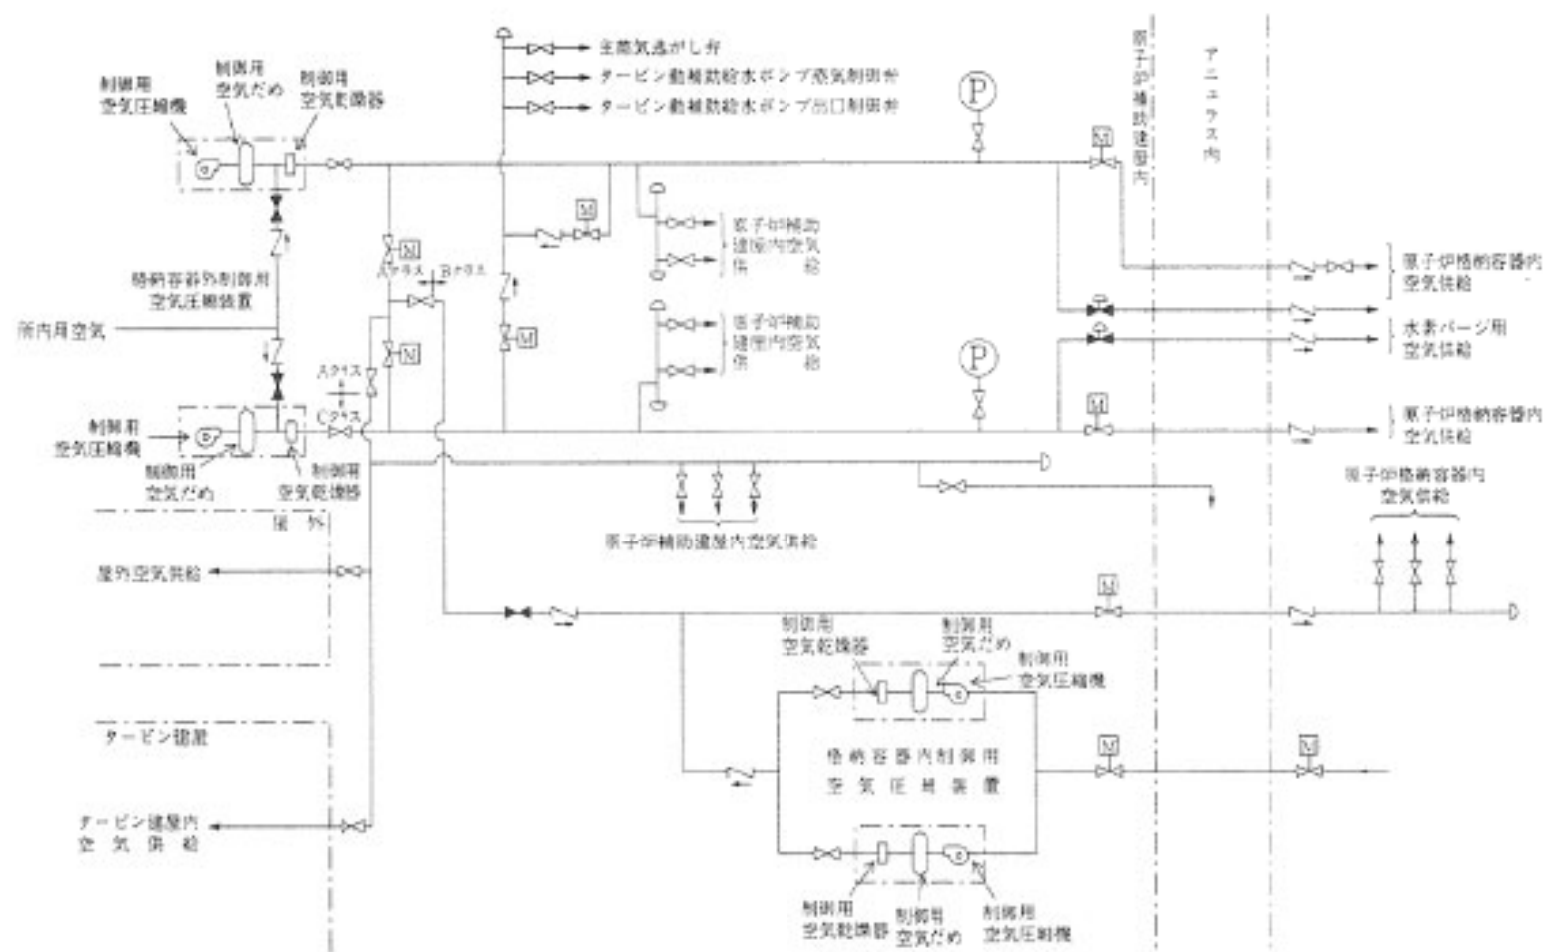 主蒸気逃がし弁
タービン動補助給水ポンプ蒸気制御弁
タービン動補助給水ポンプ出口制御弁
制御用
空気圧縮機
制御用
空気だめ
制御用
空気乾燥器
P
M
原子炉補助建屋内
アニュラス内
M
M
Aクラス
Bクラス
原子炉補助
建屋内空気
供給
格納容器外制御用
空気圧縮装置
所内用空気
M
M
原子炉補助
建屋内空気
供給
原子炉格納容器内
空気供給
水素パージ用
空気供給
P
M
原子炉格納容器内
空気供給
Aクラス
Cクラス
制御用
空気圧縮機
制御用
空気だめ
制御用
空気乾燥器
屋外
屋外空気供給
原子炉補助建屋内空気供給
原子炉格納容器内
空気供給
M
制御用
空気乾燥器
制御用
空気だめ
制御用
空気圧縮機
格納容器内制御用
空気圧縮装置
M
M
タービン建屋
タービン建屋内
空気供給
制御用
空気乾燥器
制御用
空気だめ
制御用
空気圧縮機